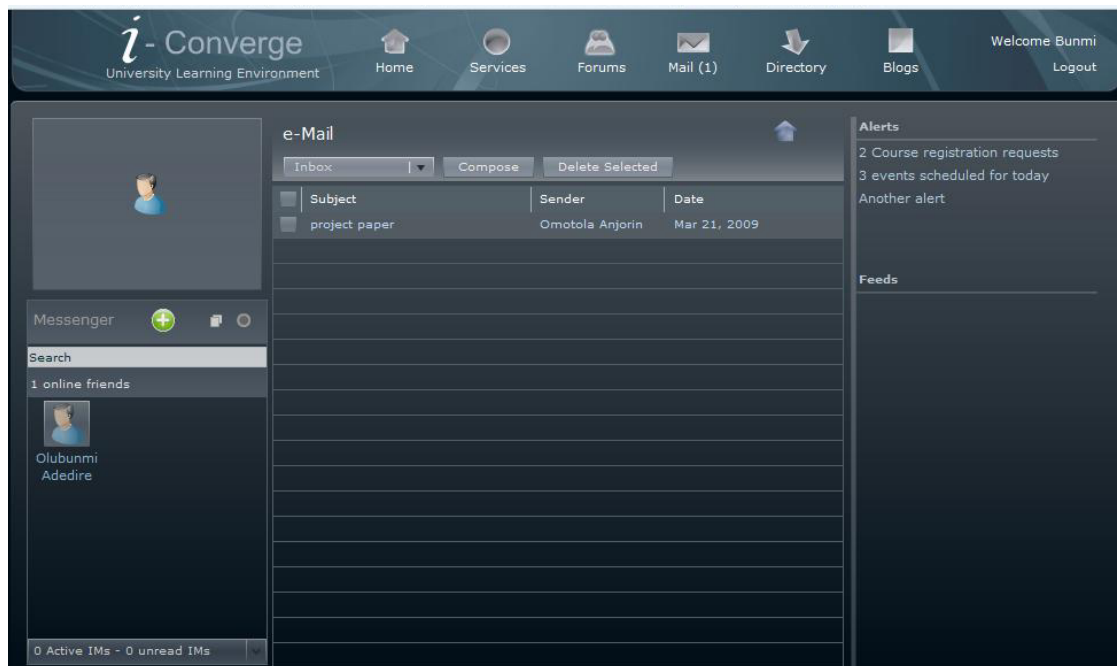 i - Converge
University Learning Environment
Home
Services
Forums
Mail (1)
Directory
Blogs
Welcome Bunmi
Logout
e-Mail
Inbox
Compose
Delete Selected
Subject Sender Date
project paper Omotola Anjorin Mar 21, 2009
Messenger
Search
1 online friends
Olubunmi
Adedire
0 Active IMs - 0 unread IMs
Alerts
2 Course registration requests
3 events scheduled for today
Another alert
Feeds